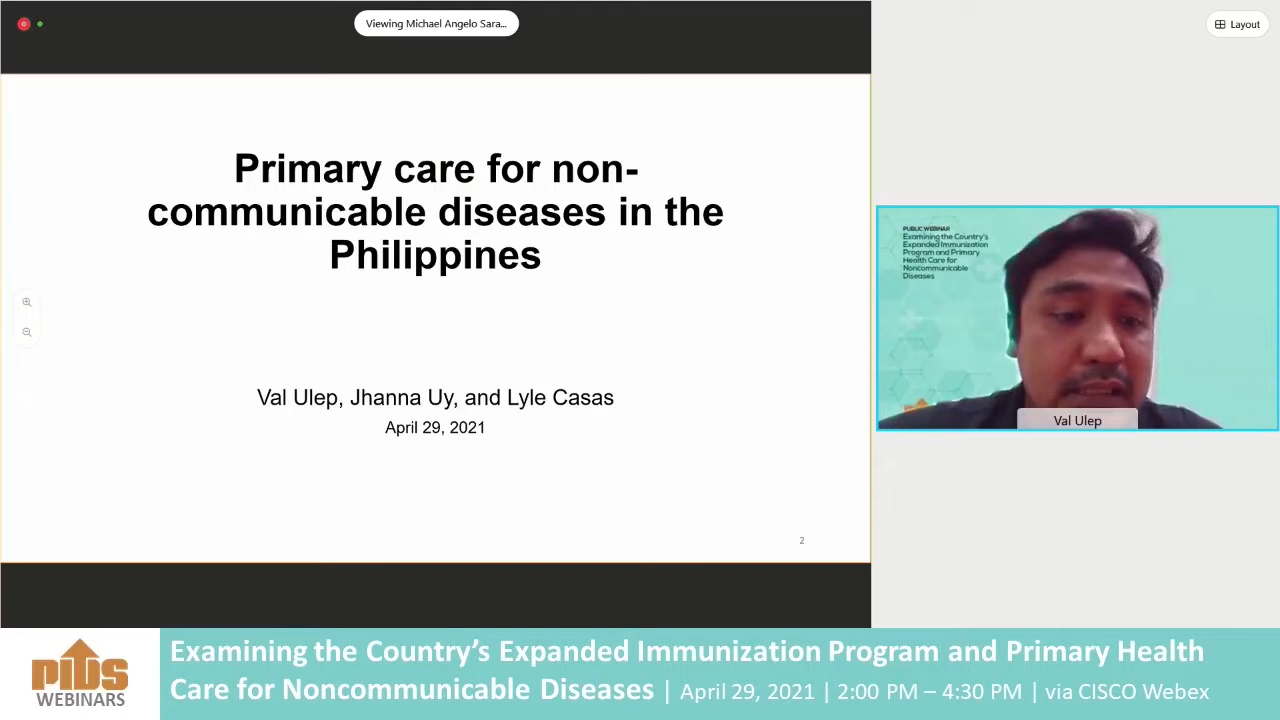 Viewing Michael Angelo Sara...
Layout
Primary care for non-
communicable diseases in the
Philippines
Val Ulep, Jhanna Uy, and Lyle Casas
April 29, 2021
2
PUBLIC WEBINAR
Examining the Country's
Expanded Immunization
Program and Primary
Health Care for
Noncommunicable
Diseases
Val Ulep
PIDS
WEBINARS
Examining the Country’s Expanded Immunization Program and Primary Health
Care for Noncommunicable Diseases | April 29, 2021 | 2:00 PM – 4:30 PM | via CISCO Webex